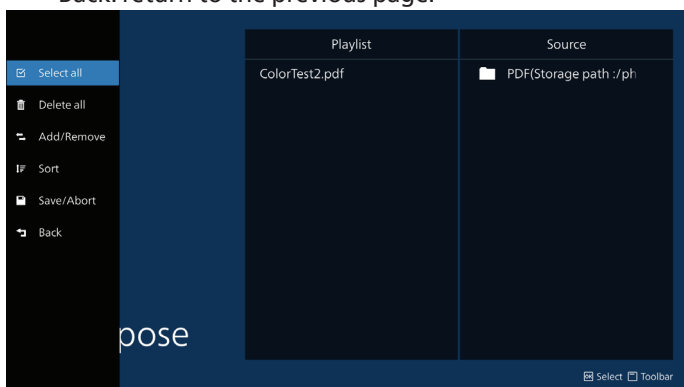 Back: return to the previous page.
Select all
Delete all
Add/Remove
Sort
Save/Abort
Back
pose
Playlist
ColorTest2.pdf
Source
PDF(Storage path :/ph
OK Select Toolbar